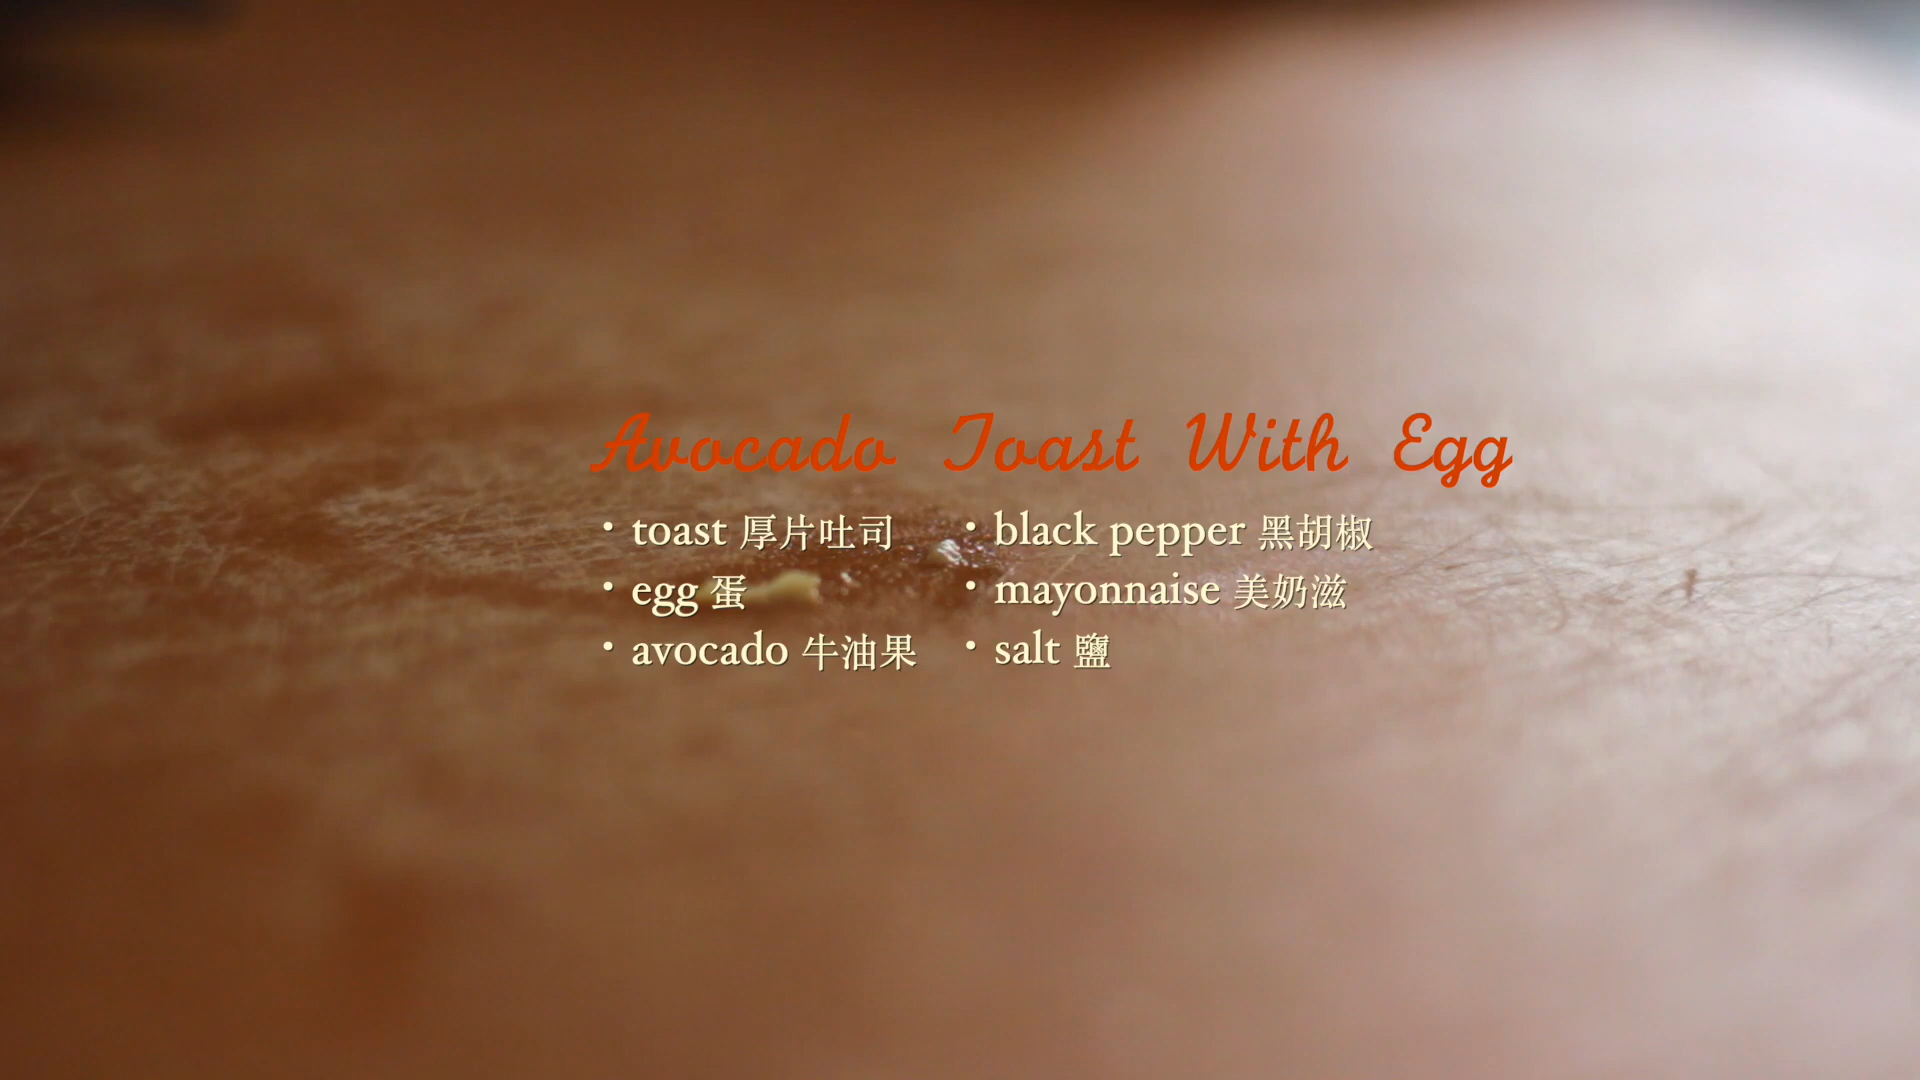 Avocado Toast With Egg
• toast 厚片吐司
• egg 蛋
• avocado 牛油果
• black pepper 黑胡椒
• mayonnaise 美奶滋
• salt 鹽